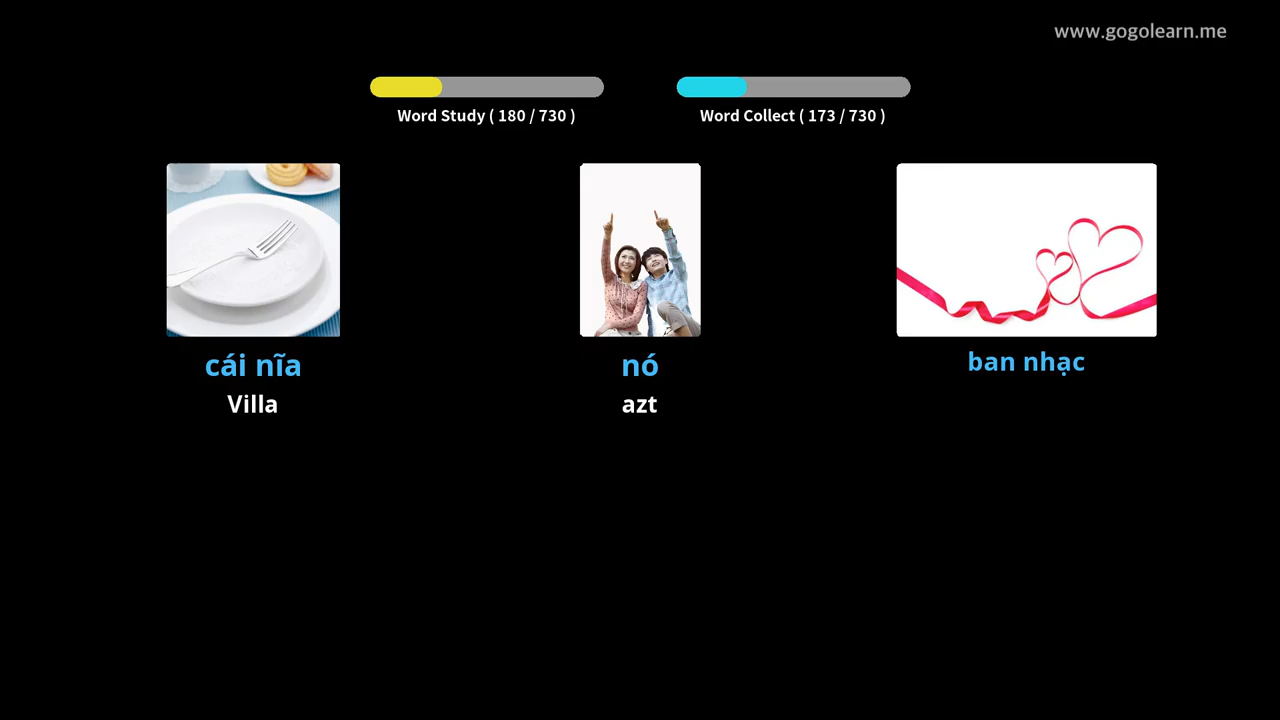 www.gogolearn.me
Word Study ( 180 / 730 )
Word Collect ( 173 / 730 )
cái nĩa
Villa
nó
azt
ban nhạc